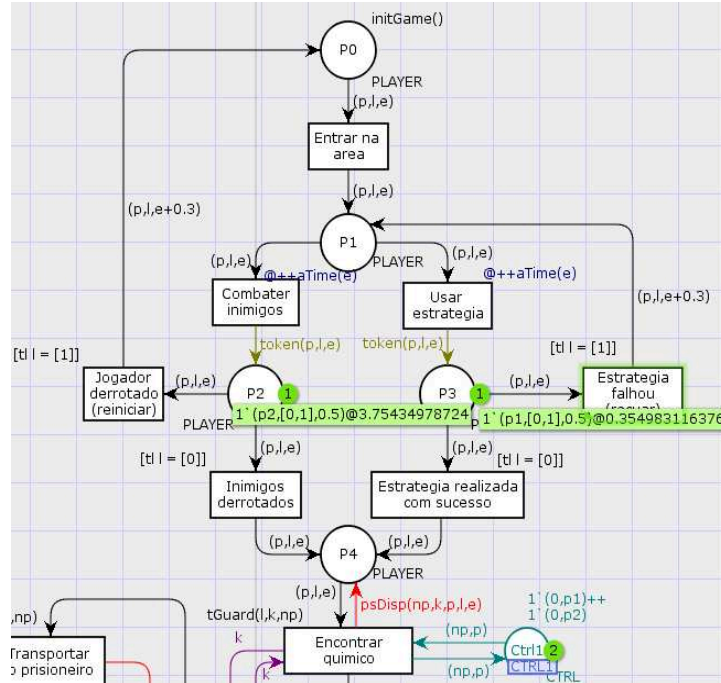 initGame()
P0
PLAYER
(p,l,e)
Entrar na
area
(p,l,e)
(p,l,e+0.3)
P1
PLAYER
(p,l,e)
(p,l,e)
@++aTime(e)
@++aTime(e)
Combater
inimigos
Usar
estrategia
(p,l,e+0.3)
token(p,l,e)
token(p,l,e)
[tl l = [1]]
[tl l = [1]]
Jogador
derrotado
(reiniciar)
(p,l,e)
P2
1
P3
1
(p,l,e)
Estrategia
falhou
PLAYER
1`(p2,[0,1],0.5)@3.75434978724
1`(p1,[0,1],0.5)@0.354983116376
(p,l,e)
(p,l,e)
[tl l = [0]]
[tl l = [0]]
Inimigos
derrotados
Estrategia realizada
com sucesso
(p,l,e)
P4
(p,l,e)
PLAYER
(p,l,e)
psDisp(np,k,p,l,e)
tGuard(l,k,np)
1`(0,p1)++
1`(0,p2)
,np)
k
Encontrar
quimico
(np,p)
Ctrl1
2
CTRL1
CTRL
(np,p)
k
Transportar
o prisioneiro